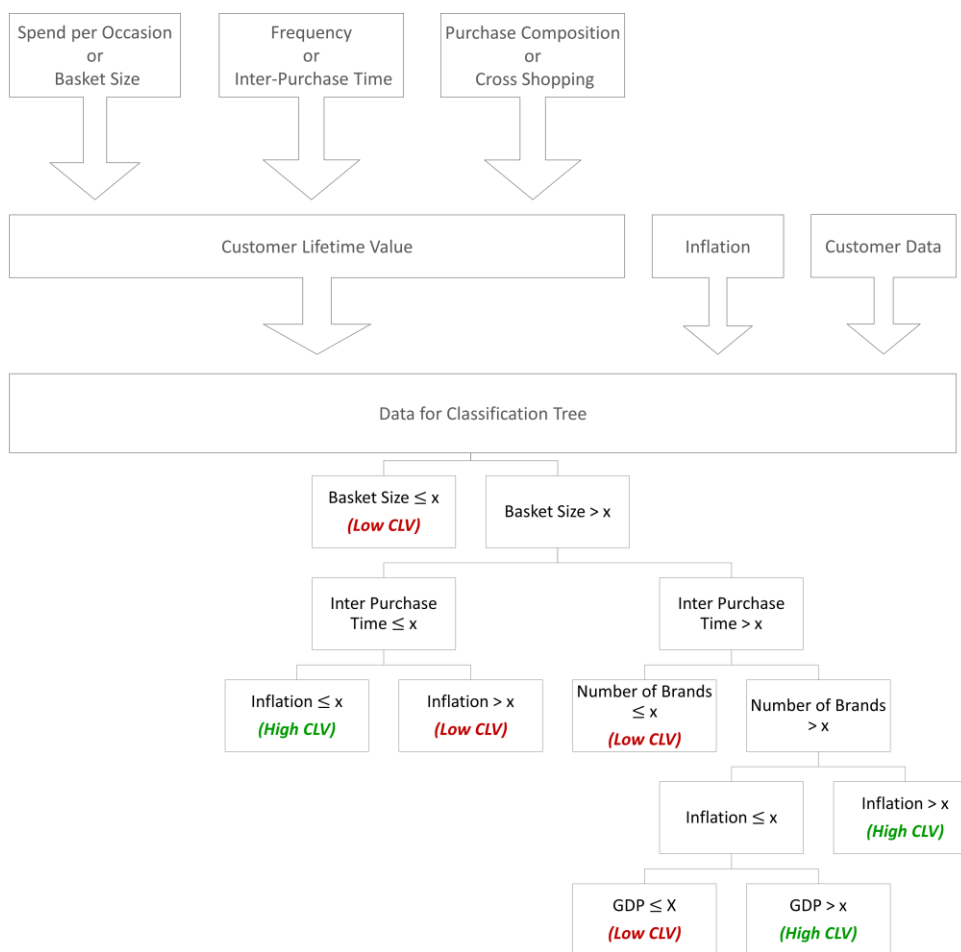 Spend per Occasion
or
Basket Size
Frequency
or
Inter-Purchase Time
Purchase Composition
or
Cross Shopping
Customer Lifetime Value
Inflation
Customer Data
Data for Classification Tree
Basket Size ≤ x
(Low CLV)
Basket Size > x
Inter Purchase
Time ≤ x
Inter Purchase
Time > x
Inflation ≤ x
(High CLV)
Inflation > x
(Low CLV)
Number of Brands
≤ x
(Low CLV)
Number of Brands
> x
Inflation ≤ x
Inflation > x
(High CLV)
GDP ≤ X
(Low CLV)
GDP > x
(High CLV)